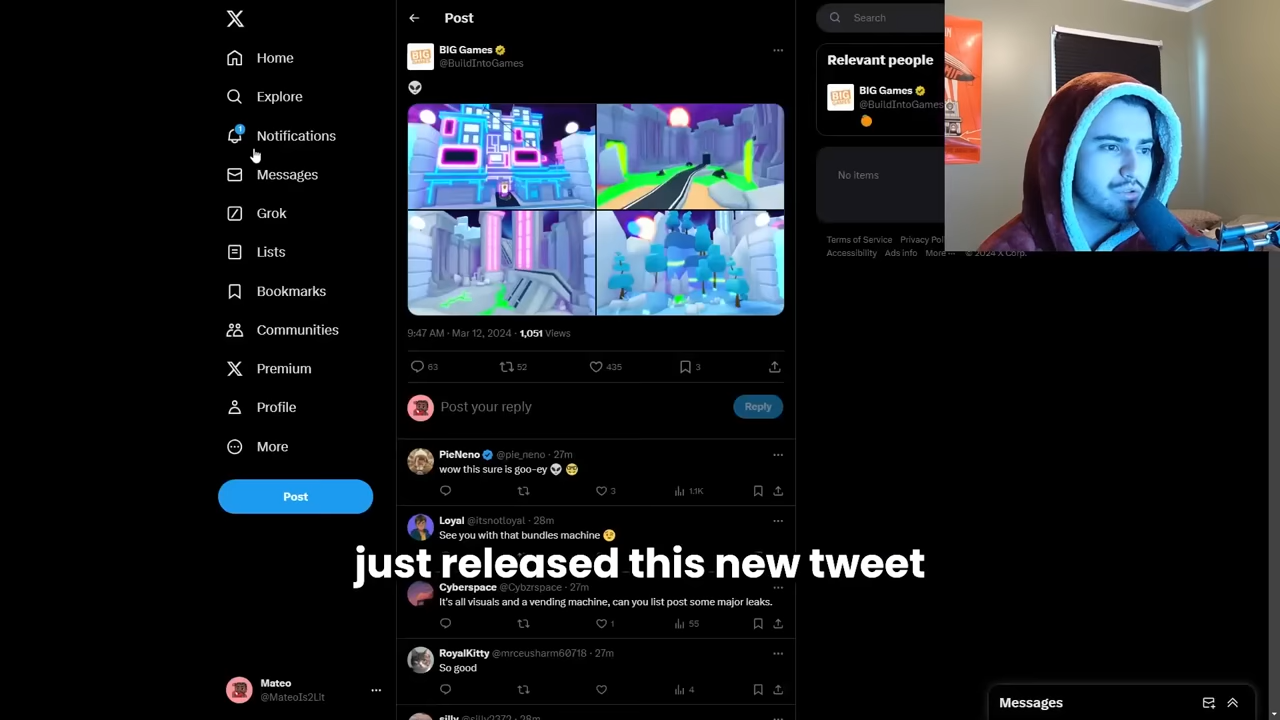 Home
Explore
1
Notifications
Messages
Grok
Lists
Bookmarks
Communities
Premium
Profile
More
Post
Mateo
@MateoIs2Lit
Post
BIG Games
@BuildIntoGames
9:47 AM · Mar 12, 2024 · 1,051 Views
63
52
435
3
Post your reply
Reply
PieNeno @pie_neno · 27m
wow this sure is goo-ey 👽 🤓
3
1.1K
Loyal @itsnotloyal · 28m
See you with that bundles machine
just released this new tweet
Cyberspace @Cybzrspace · 27m
It's all visuals and a vending machine, can you list post some major leaks.
1
55
RoyalKitty @mrceusharm60718 · 27m
So good
4
silly @silly2372 · 28m
Search
Relevant people
BIG Games
@BuildIntoGames
No items
Terms of Service Privacy Pol
Accessibility Ads info More ··· © 2024 X Corp.
Messages